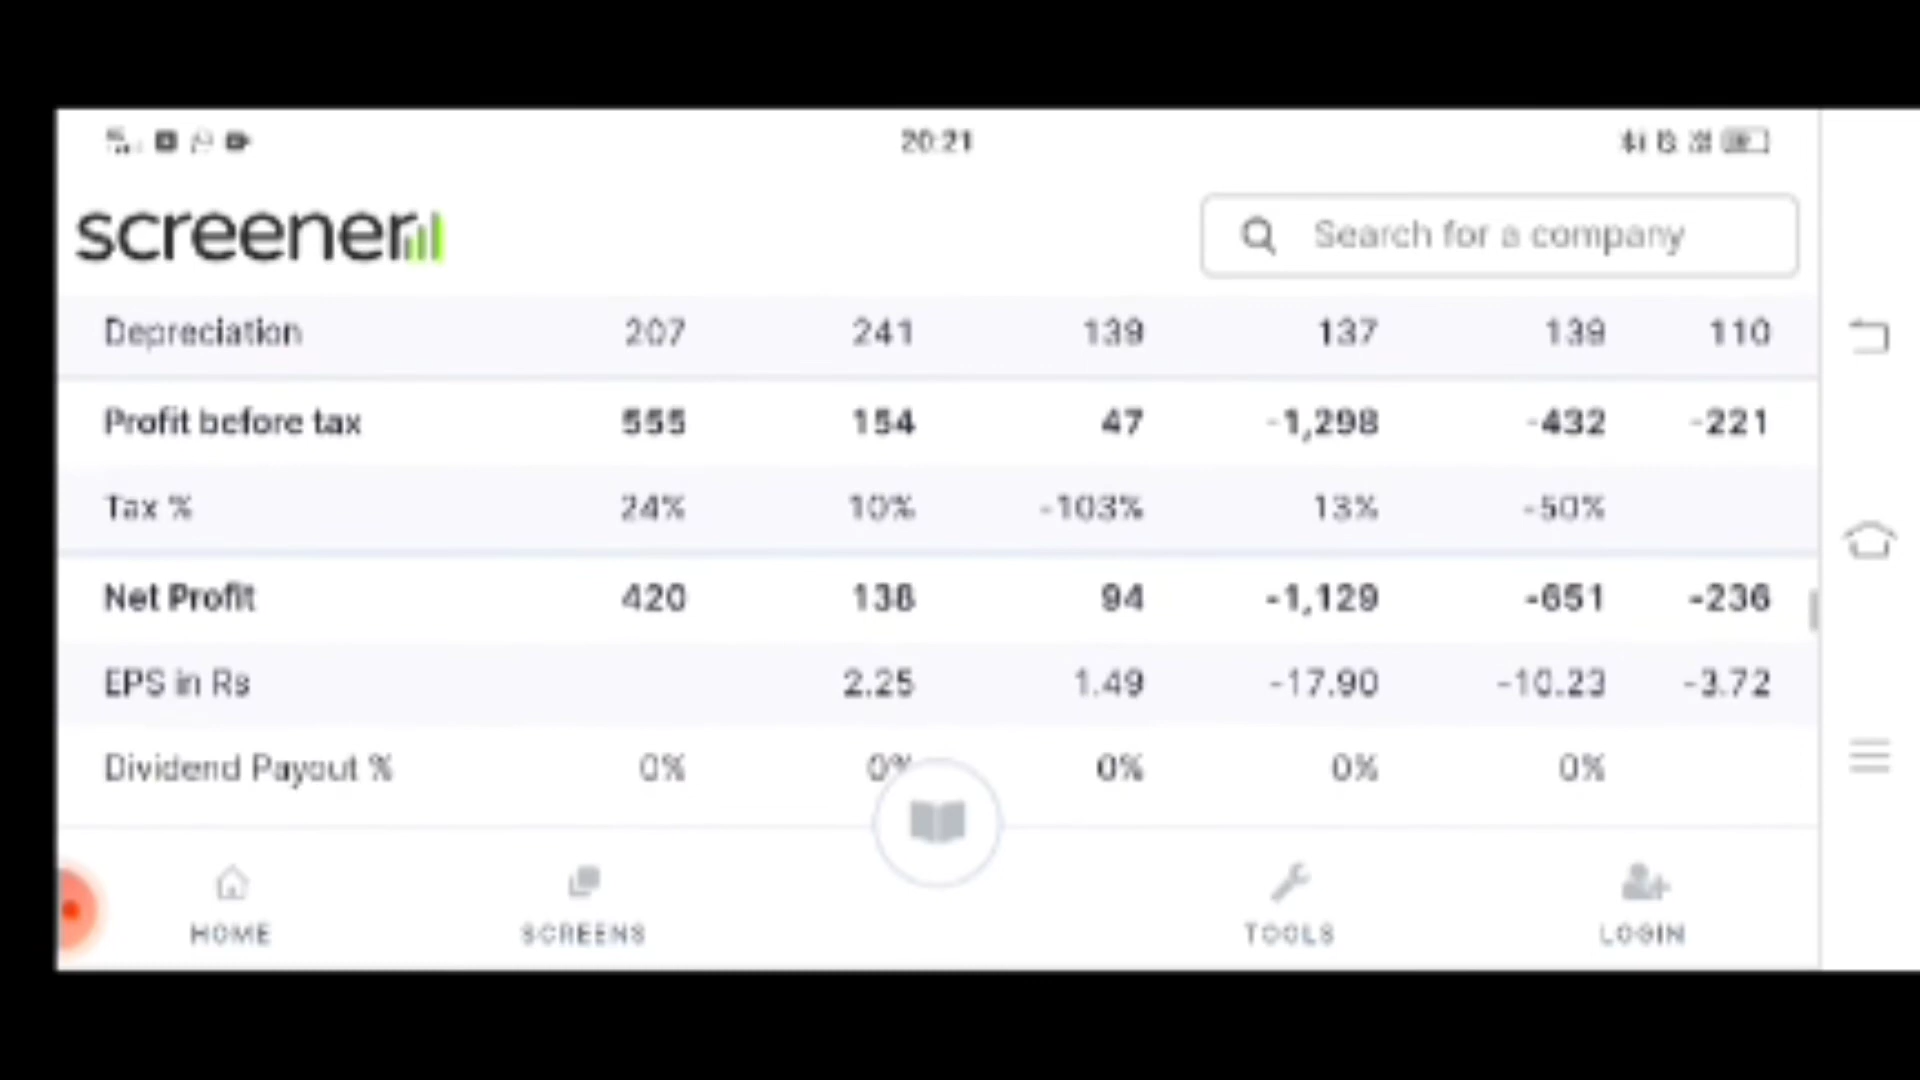 20:21
screener
Search for a company
Depreciation 207 241 139 137 139 110
Profit before tax 555 154 47 -1,298 -432 -221
Tax % 24% 10% -103% 13% -50%
Net Profit 420 138 94 -1,129 -651 -236
EPS in Rs 2.25 1.49 -17.90 -10.23 -3.72
Dividend Payout % 0% 0% 0% 0% 0%
HOME SCREENS TOOLS LOGIN